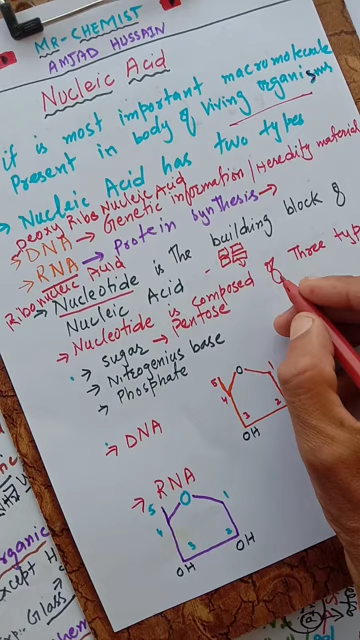 MR-CHEMIST
AMJAD HUSSAIN
Nucleic Acid
it is most important macromolecules
Present in body of living organisms
→ Nucleic Acid has two types
Deoxy Ribo Nucleic Acid
→ DNA → Genetic information/Heredity material
→ RNA → Protein synthesis →
Ribonucleic Acid
→ Nucleotide is the building block of
Nucleic Acid -
→ Nucleotide is composed of Three typ
→ sugar → Pentose
→ Nitrogenius base
→ Phosphate
→ DNA
5 O 1
4
3 2
OH
→ RNA
5 O 1
4
3 2
OH OH